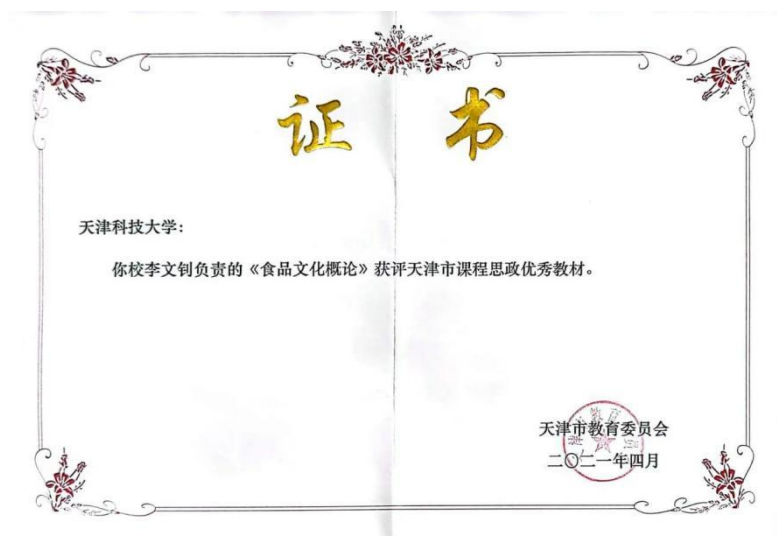 证 书
天津科技大学：
你校李文钊负责的《食品文化概论》获评天津市课程思政优秀教材。
天津市教育委员会
二〇二一年四月